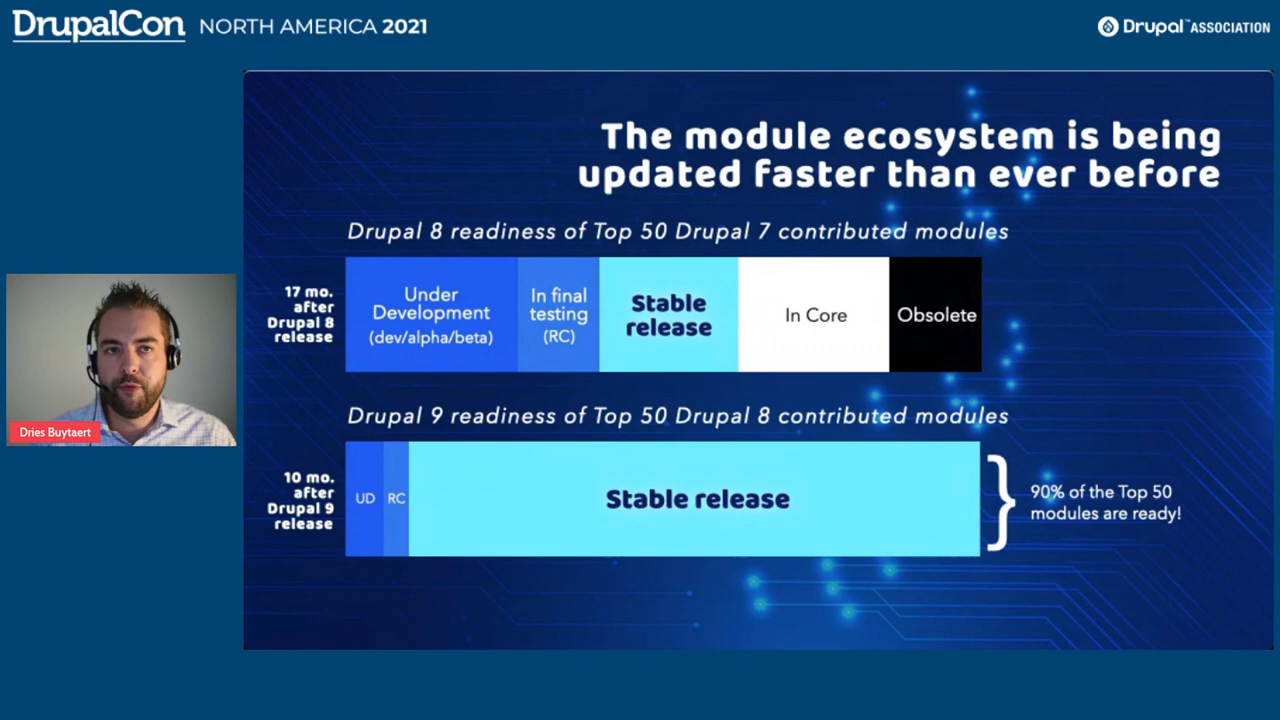 DrupalCon NORTH AMERICA 2021
Drupal™ ASSOCIATION
The module ecosystem is being
updated faster than ever before
Drupal 8 readiness of Top 50 Drupal 7 contributed modules
17 mo.
after
Drupal 8
release
Under
Development
(dev/alpha/beta)
In final
testing
(RC)
Stable
release
In Core
Obsolete
Drupal 9 readiness of Top 50 Drupal 8 contributed modules
10 mo.
after
Drupal 9
release
UD
RC
Stable release
90% of the Top 50
modules are ready!
Dries Buytaert